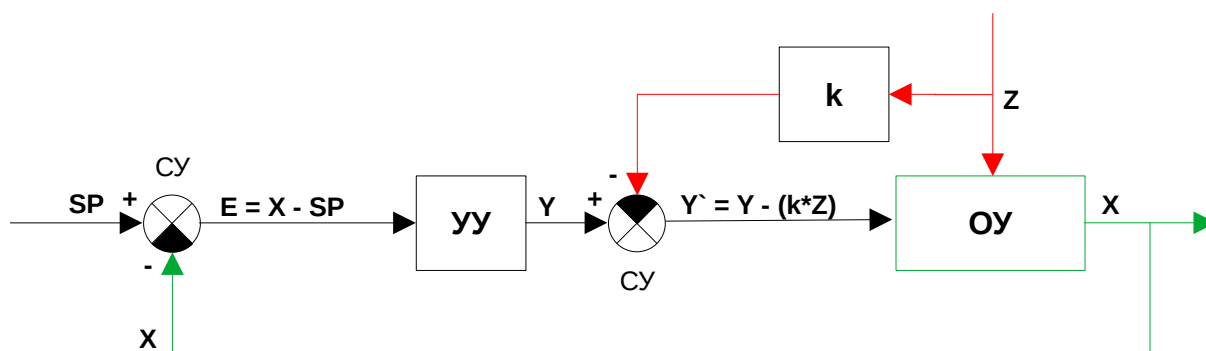 k
Z
-
СУ
SP
+
E = X - SP
УУ
Y
+
Y` = Y - (k*Z)
ОУ
X
-
СУ
X